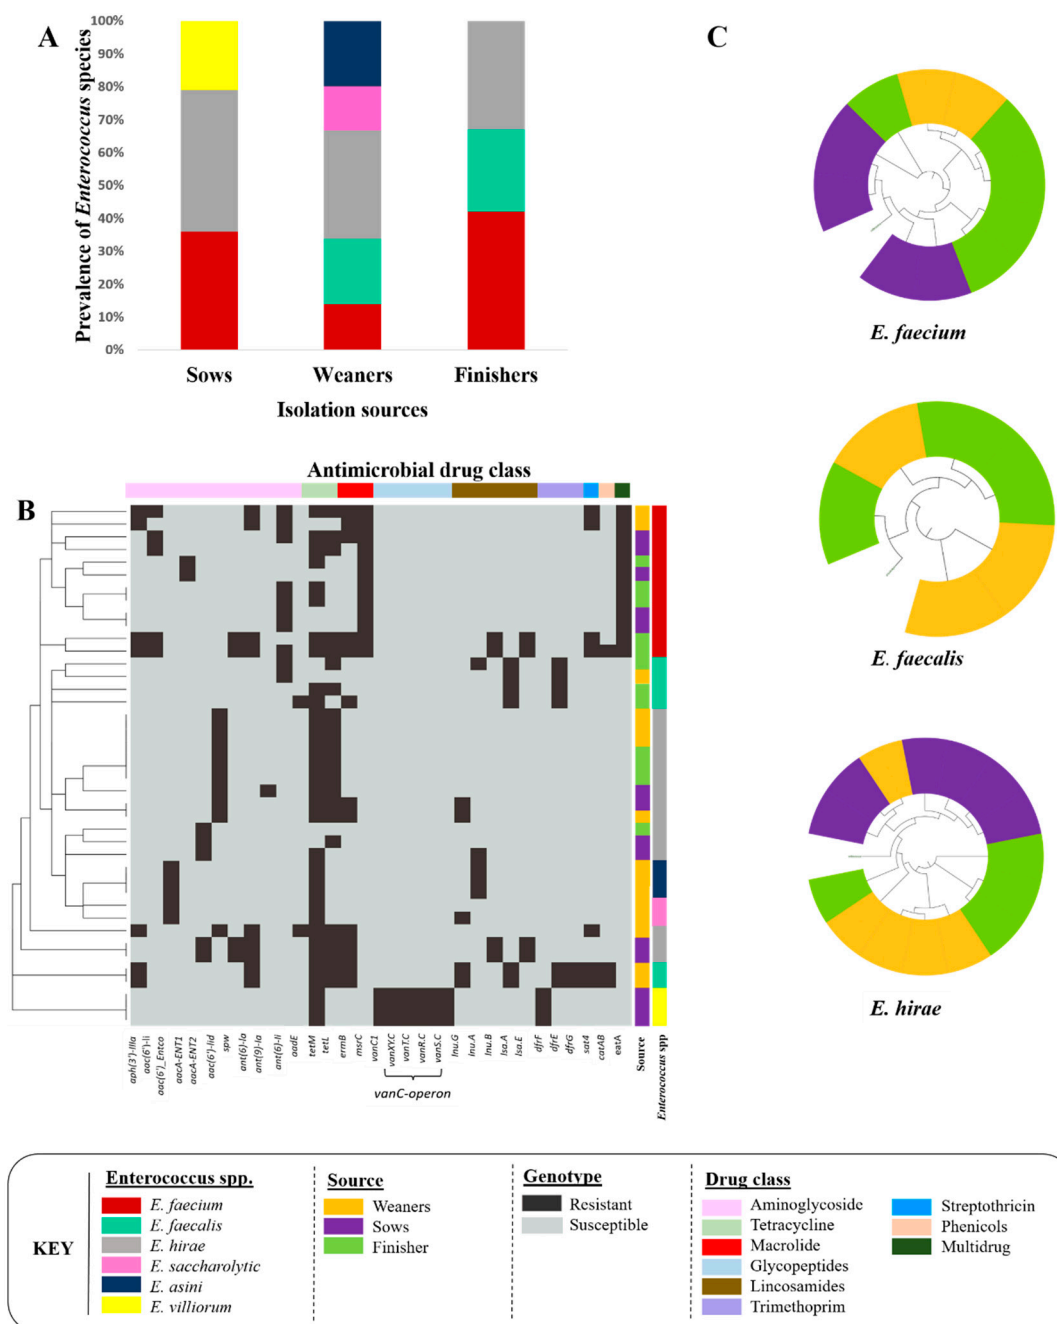 A
Prevalence of Enterococcus species
100%
90%
80%
70%
60%
50%
40%
30%
20%
10%
0%
Sows Weaners Finishers
Isolation sources
C
E. faecium
E. faecalis
E. hirae
B
Antimicrobial drug class
aph(3')-IIIa
aac(6')-Ii
aac(6')_Entco
aacA-ENT1
aacA-ENT2
aac(6')-Iid
spw
ant(6)-Ia
ant(9)-Ia
ant(6)-Ii
aadE
tetM
tetL
ermB
msrC
vanC1
vanXY.C
vanT.C
vanR.C
vanS.C
lnu.G
lnu.A
lnu.B
lsa.A
lsa.E
dfrF
dfrE
dfrG
sat4
catAB
eatA
Source
Enterococcus spp
vanC-operon
KEY
Enterococcus spp.
E. faecium
E. faecalis
E. hirae
E. saccharolytic
E. asini
E. villiorum
Source
Weaners
Sows
Finisher
Genotype
Resistant
Susceptible
Drug class
Aminoglycoside
Tetracycline
Macrolide
Glycopeptides
Lincosamides
Trimethoprim
Streptothricin
Phenicols
Multidrug